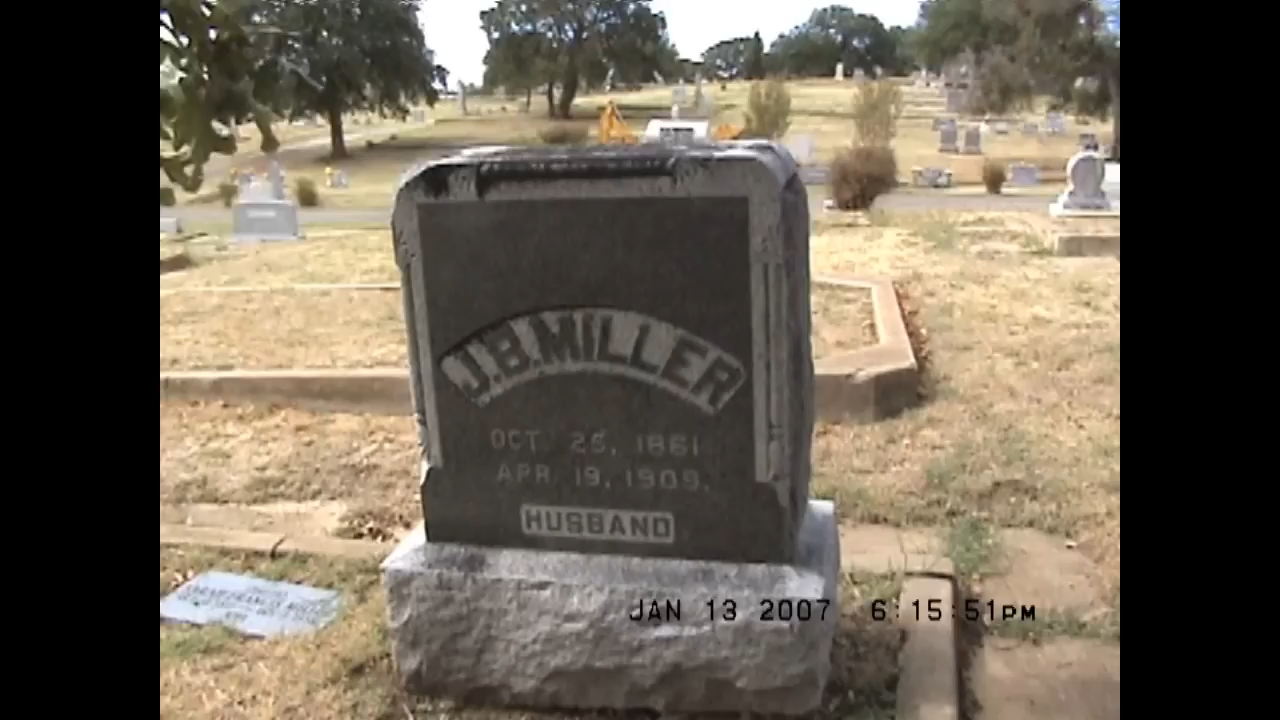 J.B. MILLER
OCT. 25, 1861
APR. 19, 1909.
HUSBAND
JAN 13 2007 6:15:51PM